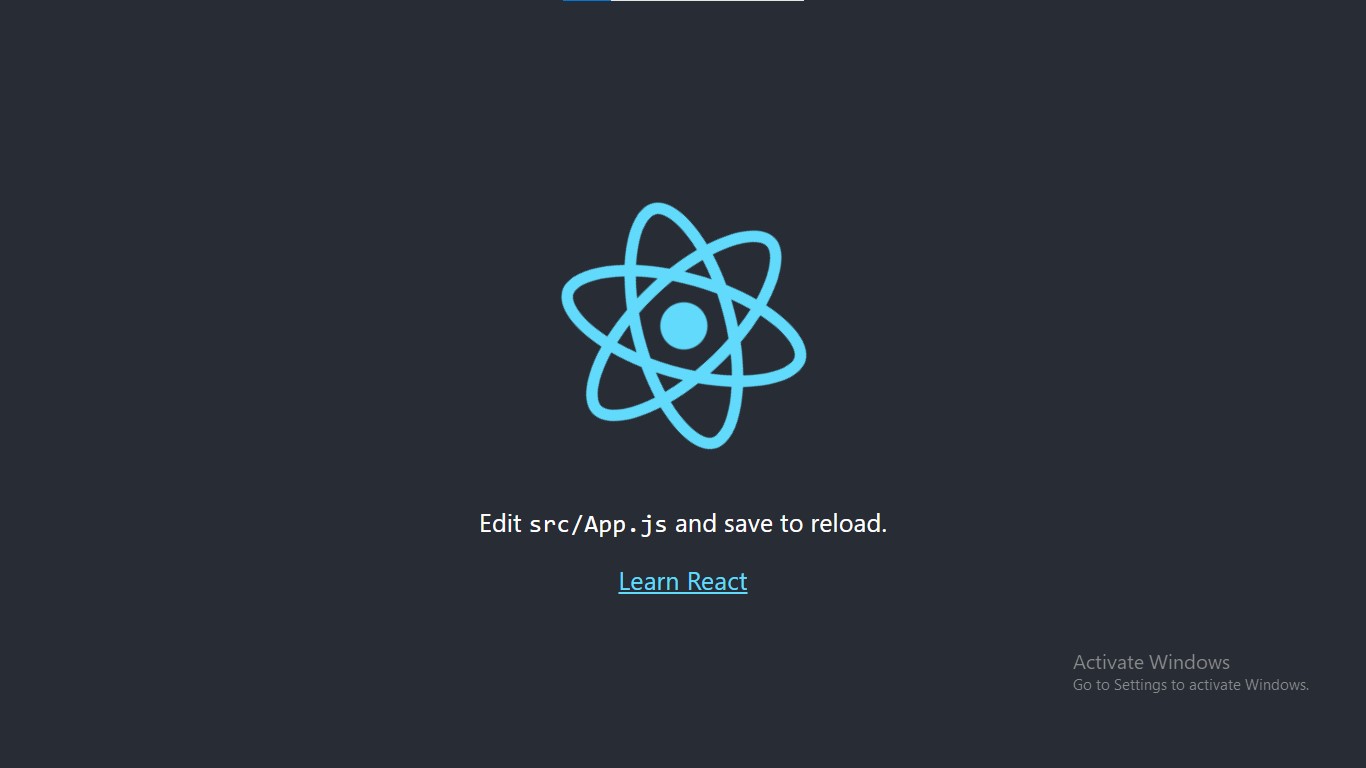 Edit src/App.js and save to reload.
Learn React
Activate Windows
Go to Settings to activate Windows.